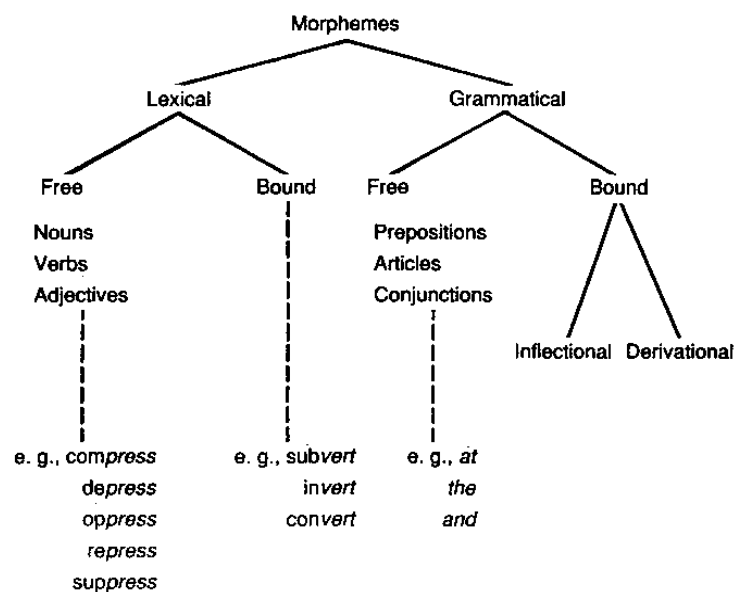 Morphemes
Lexical Grammatical
Free Bound Free Bound
Nouns Prepositions
Verbs Articles
Adjectives Conjunctions
Inflectional Derivational
e. g., compress e. g., subvert e. g., at
depress invert the
oppress convert and
repress
suppress